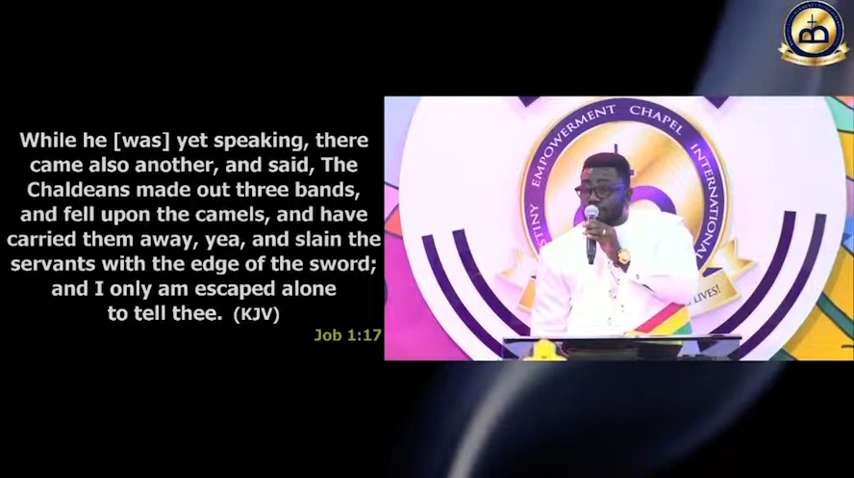 While he [was] yet speaking, there
came also another, and said, The
Chaldeans made out three bands,
and fell upon the camels, and have
carried them away, yea, and slain the
servants with the edge of the sword;
and I only am escaped alone
to tell thee. (KJV)
Job 1:17
EMPOWERMENT CHAPEL INTERNATIONAL
LIVES!